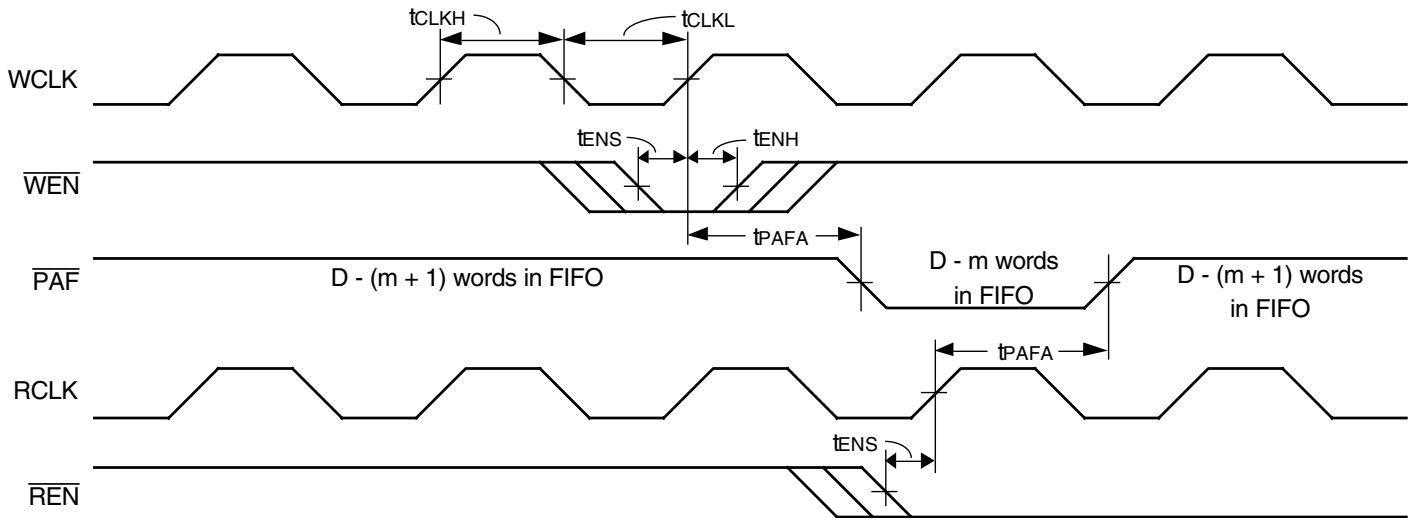 tCLKH
tCLKL
WCLK
tENS
tENH
WEN
tPAFA
PAF
D - (m + 1) words in FIFO
D - m words
in FIFO
D - (m + 1) words
in FIFO
tPAFA
RCLK
tENS
REN